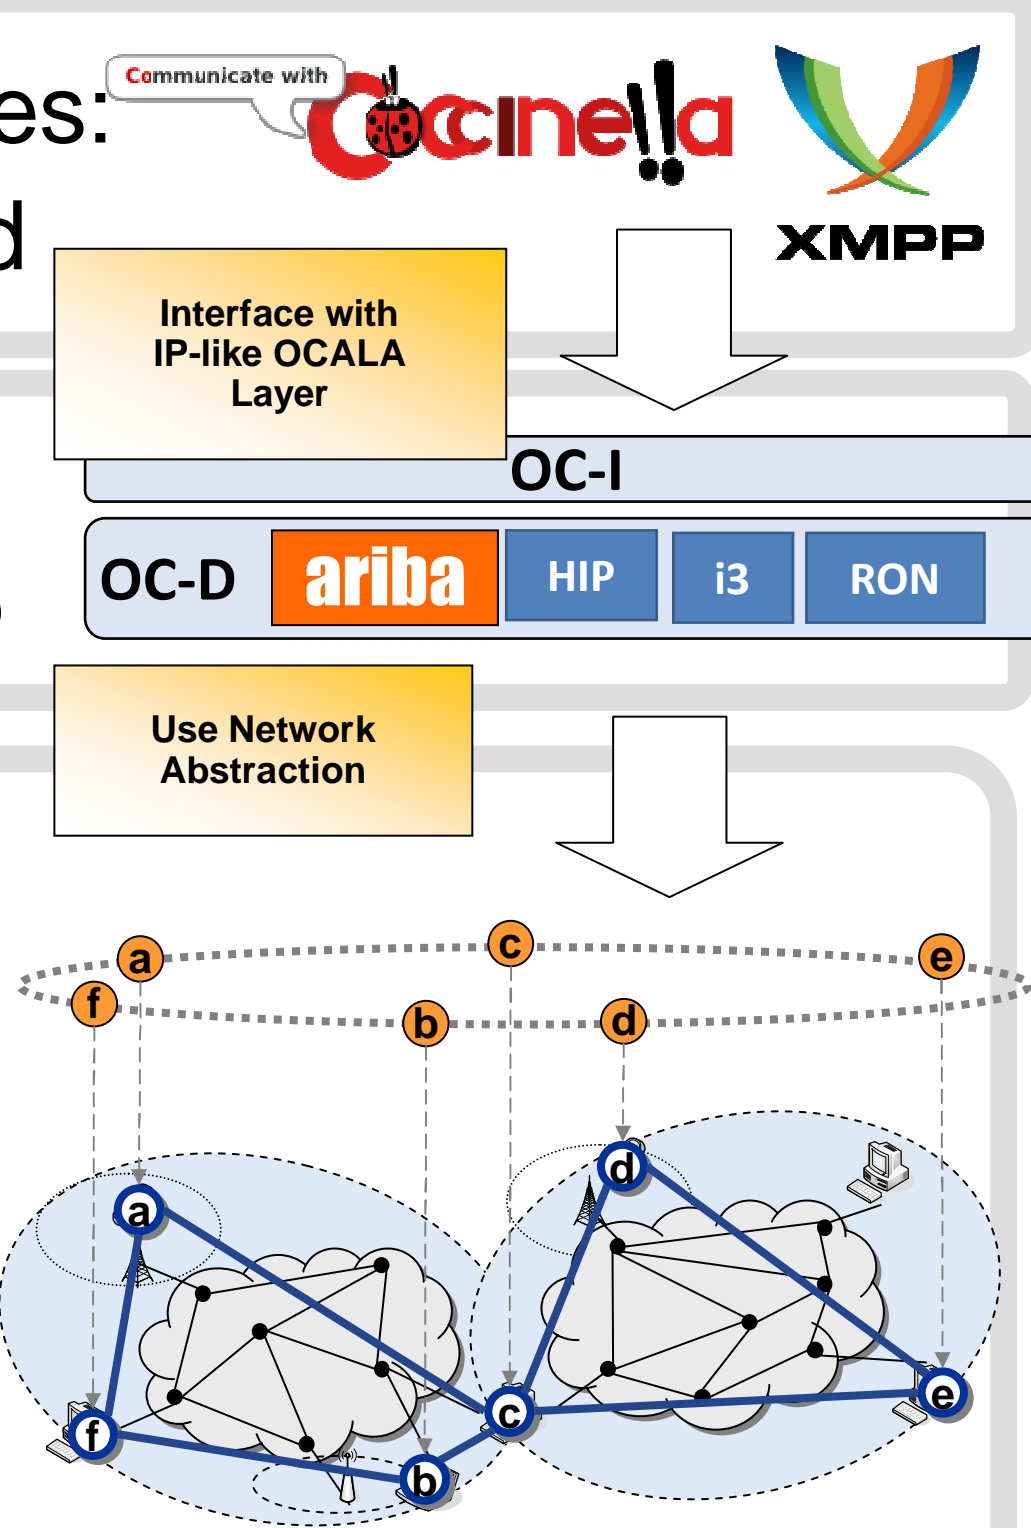 es:
Communicate with
Coccinella
d
XMPP
Interface with
IP-like OCALA
Layer
OC-I
OC-D
ariba
HIP
i3
RON
Use Network
Abstraction
a
c
e
f
b
d
d
a
e
c
f
b